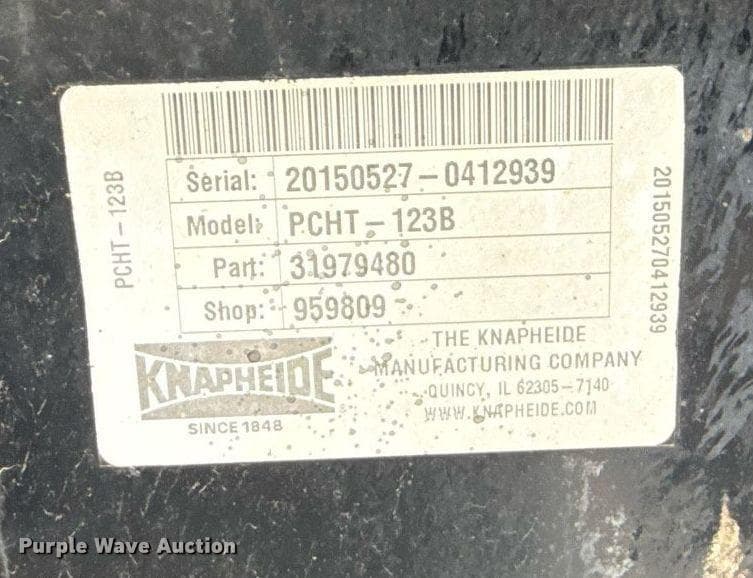 PCHT-123B
Serial: 20150527-0412939
Model: PCHT-123B
Part: 31979480
Shop: 959809
201505270412939
KNAPHEIDE
SINCE 1848
THE KNAPHEIDE
MANUFACTURING COMPANY
QUINCY, IL 62305-7140
WWW.KNAPHEIDE.COM
Purple Wave Auction